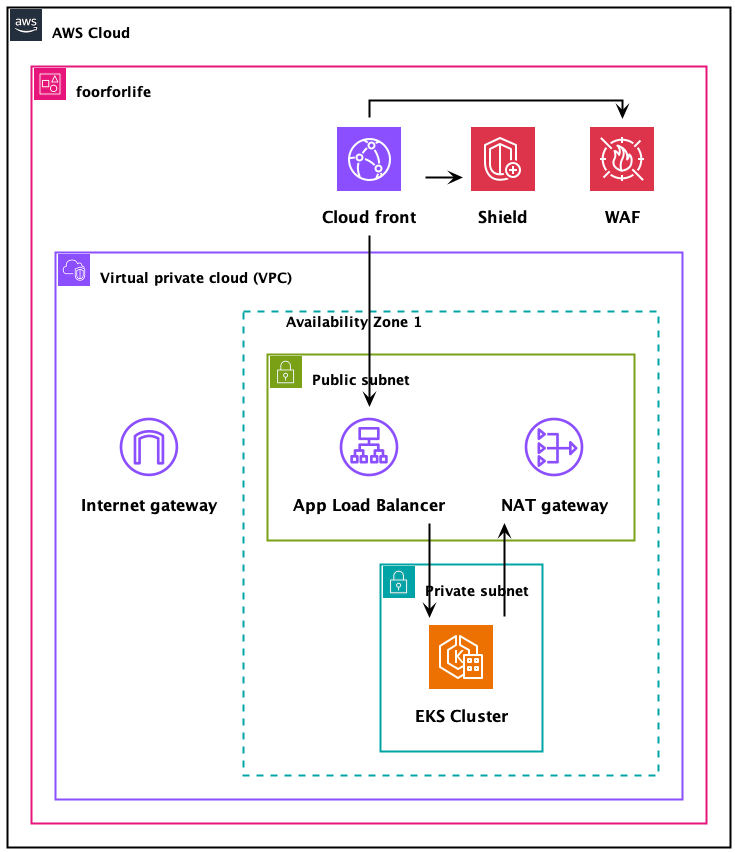 aws
AWS Cloud
foorforlife
Cloud front
Shield
WAF
Virtual private cloud (VPC)
Availability Zone 1
Public subnet
Internet gateway
App Load Balancer
NAT gateway
Private subnet
K
EKS Cluster